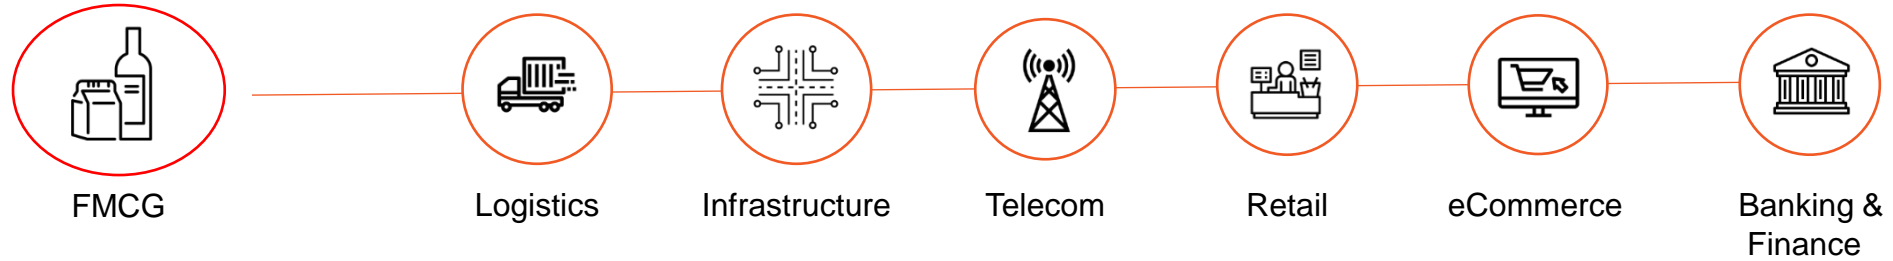 FMCG
Logistics
Infrastructure
Telecom
Retail
eCommerce
Banking &
Finance